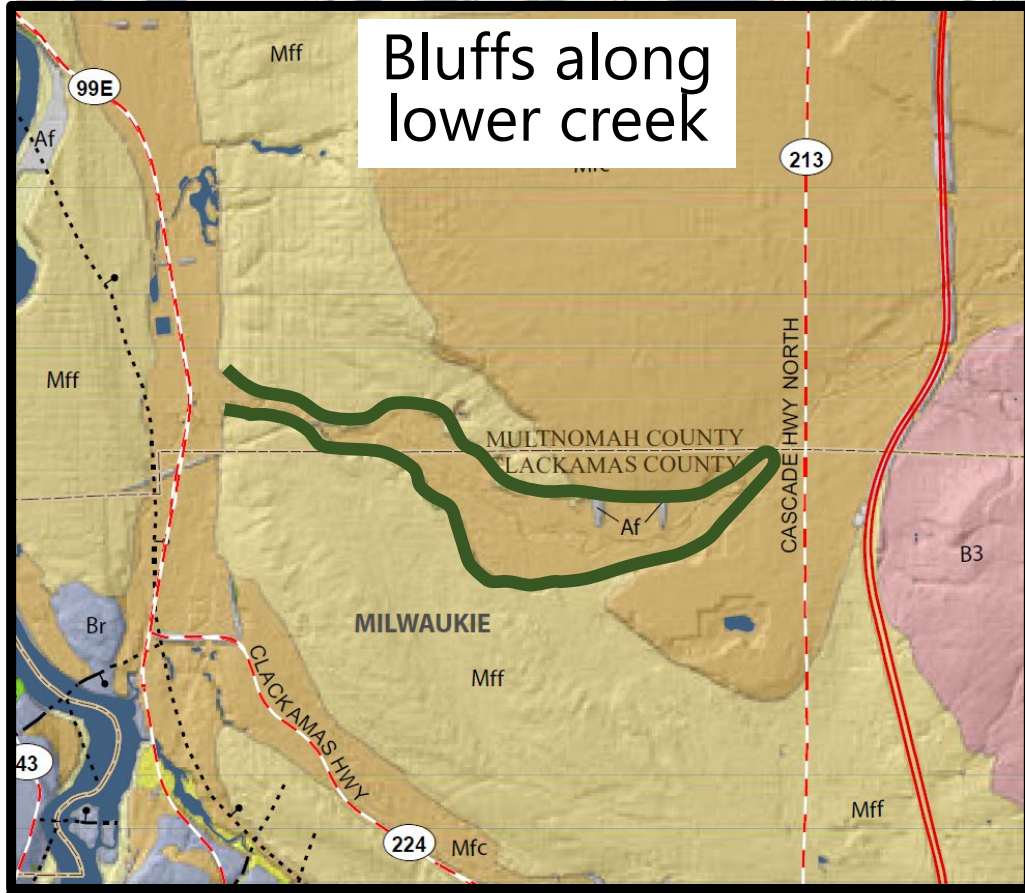 Bluffs along
lower creek
Mff
99E
Af
213
Mfc
Mff
MULTNOMAH COUNTY
CLACKAMAS COUNTY
CASCADE HWY NORTH
Af
B3
Br
MILWAUKIE
Mff
CLACKAMAS HWY
43
Mff
224
Mfc